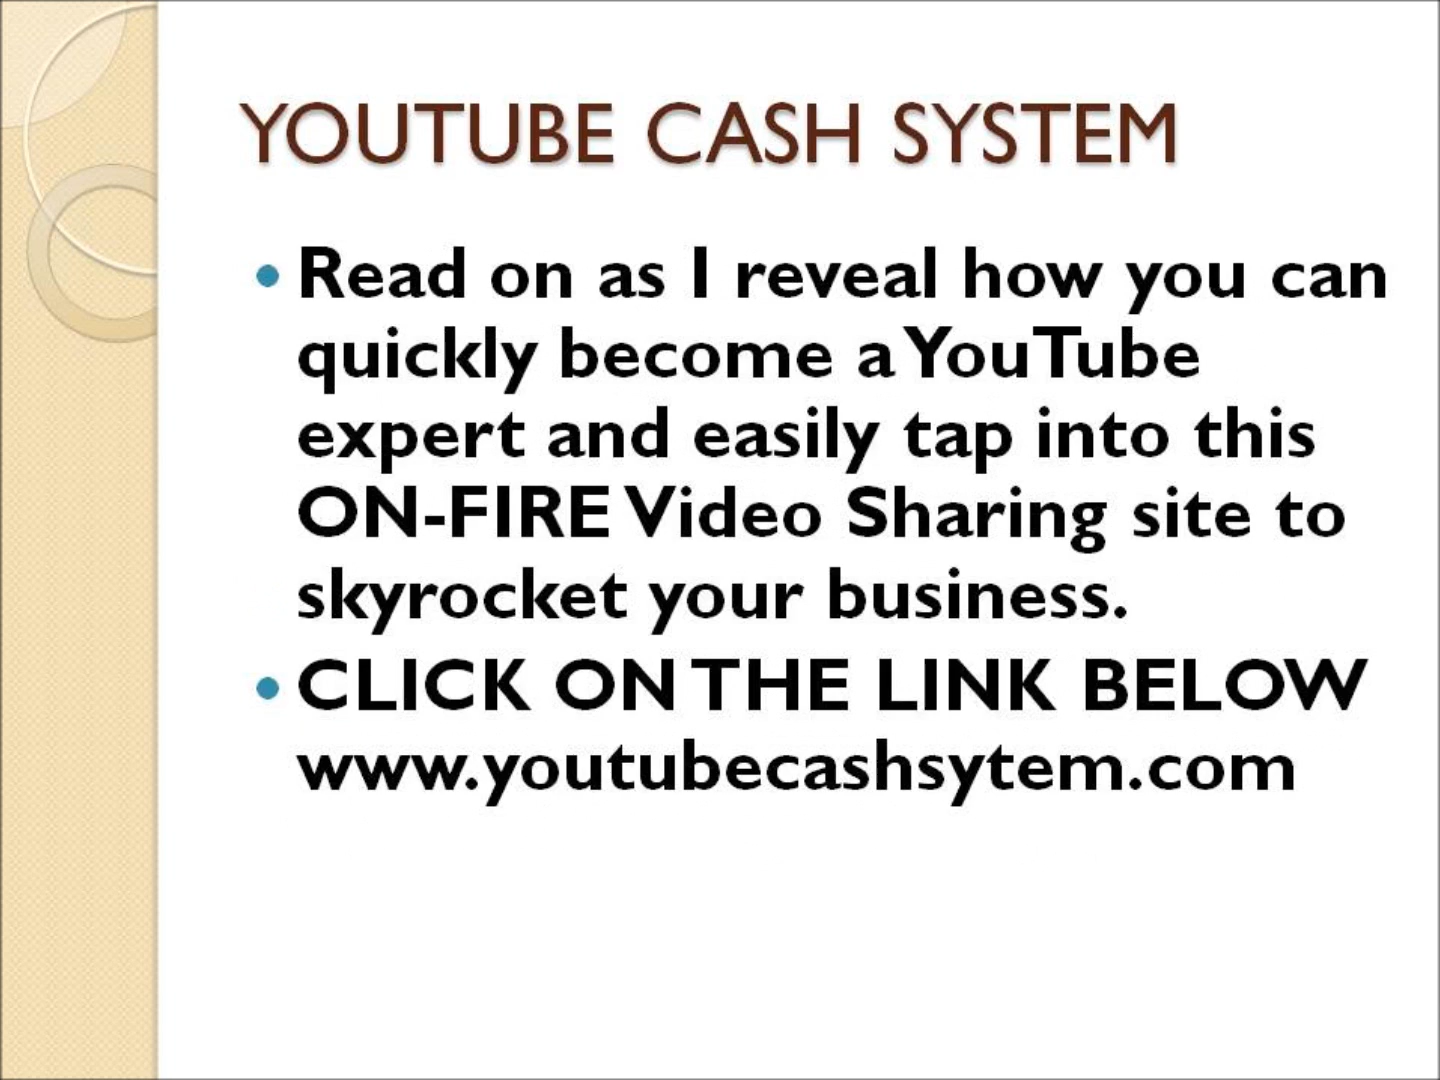 YOUTUBE CASH SYSTEM
• Read on as I reveal how you can
quickly become a YouTube
expert and easily tap into this
ON-FIRE Video Sharing site to
skyrocket your business.
• CLICK ON THE LINK BELOW
www.youtubecashsytem.com